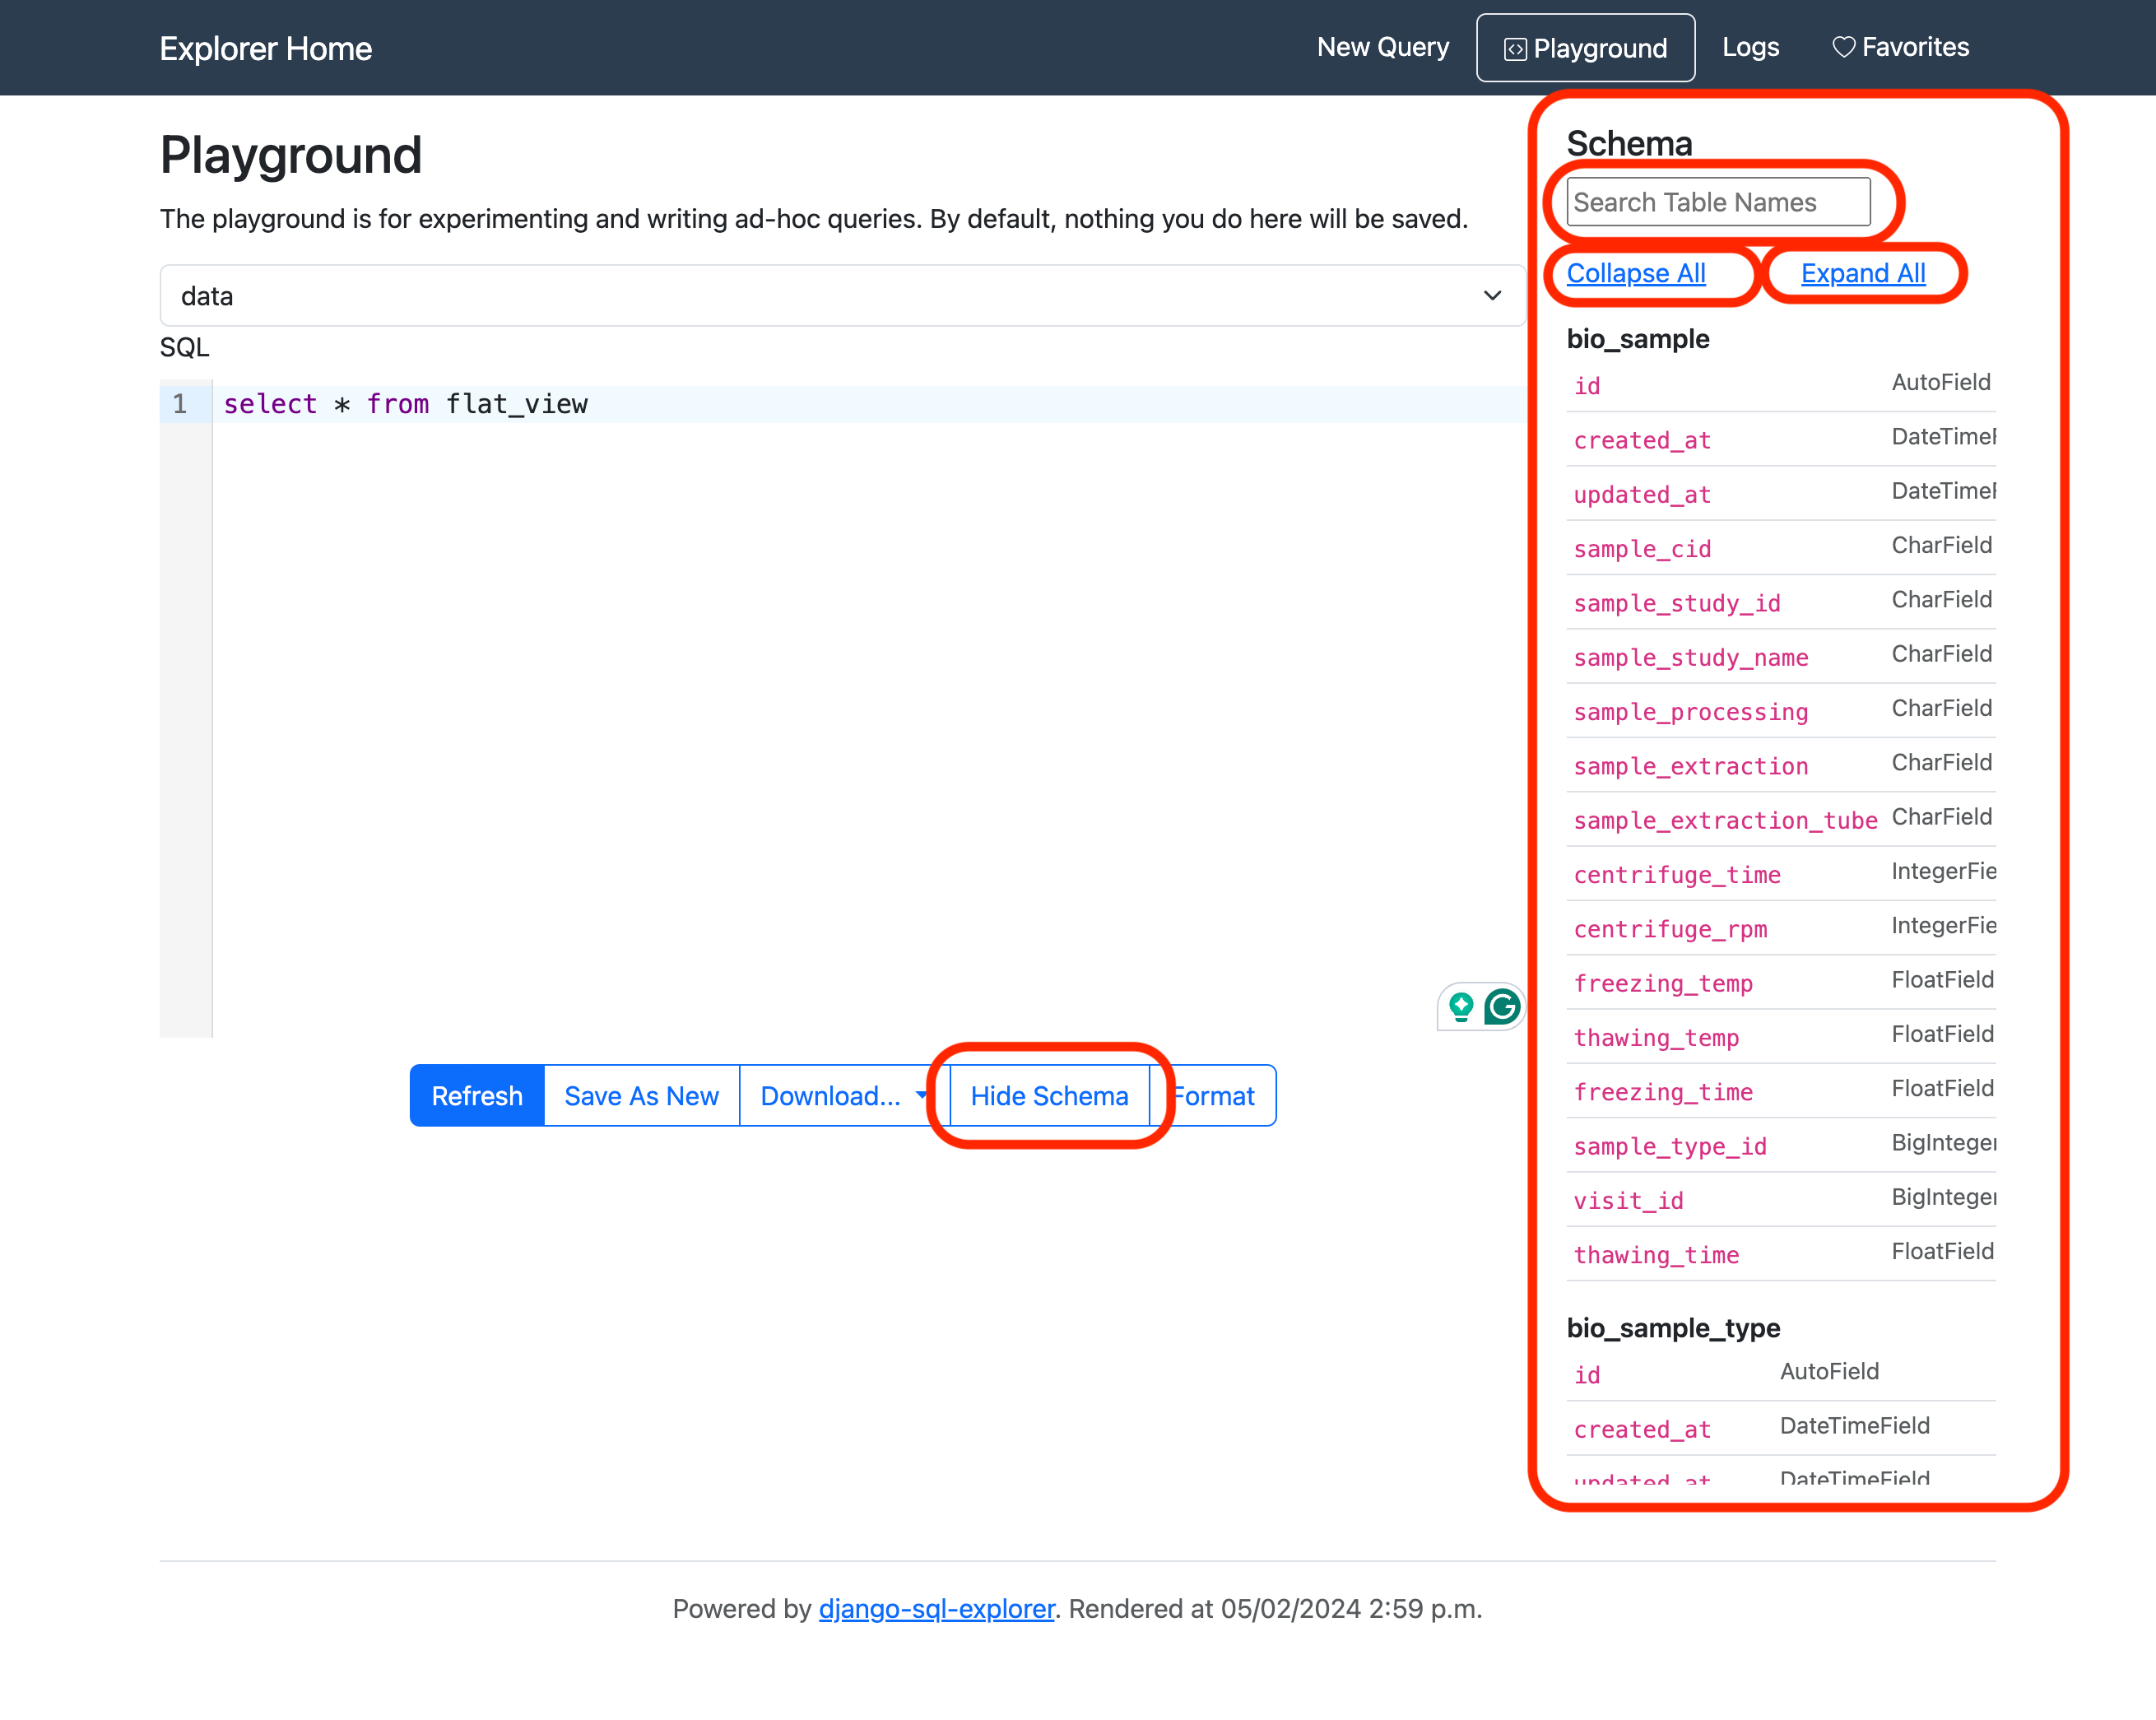 Explorer Home
New Query
Playground
Logs
Favorites
Playground
The playground is for experimenting and writing ad-hoc queries. By default, nothing you do here will be saved.
data
SQL
1 select * from flat_view
Refresh
Save As New
Download...
Hide Schema
Format
Schema
Search Table Names
Collapse All
Expand All
bio_sample
id AutoField
created_at DateTimeF
updated_at DateTimeF
sample_cid CharField
sample_study_id CharField
sample_study_name CharField
sample_processing CharField
sample_extraction CharField
sample_extraction_tube CharField
centrifuge_time IntegerFie
centrifuge_rpm IntegerFie
freezing_temp FloatField
thawing_temp FloatField
freezing_time FloatField
sample_type_id BigInteger
visit_id BigInteger
thawing_time FloatField
bio_sample_type
id AutoField
created_at DateTimeField
updated_at DateTimeField
Powered by django-sql-explorer. Rendered at 05/02/2024 2:59 p.m.